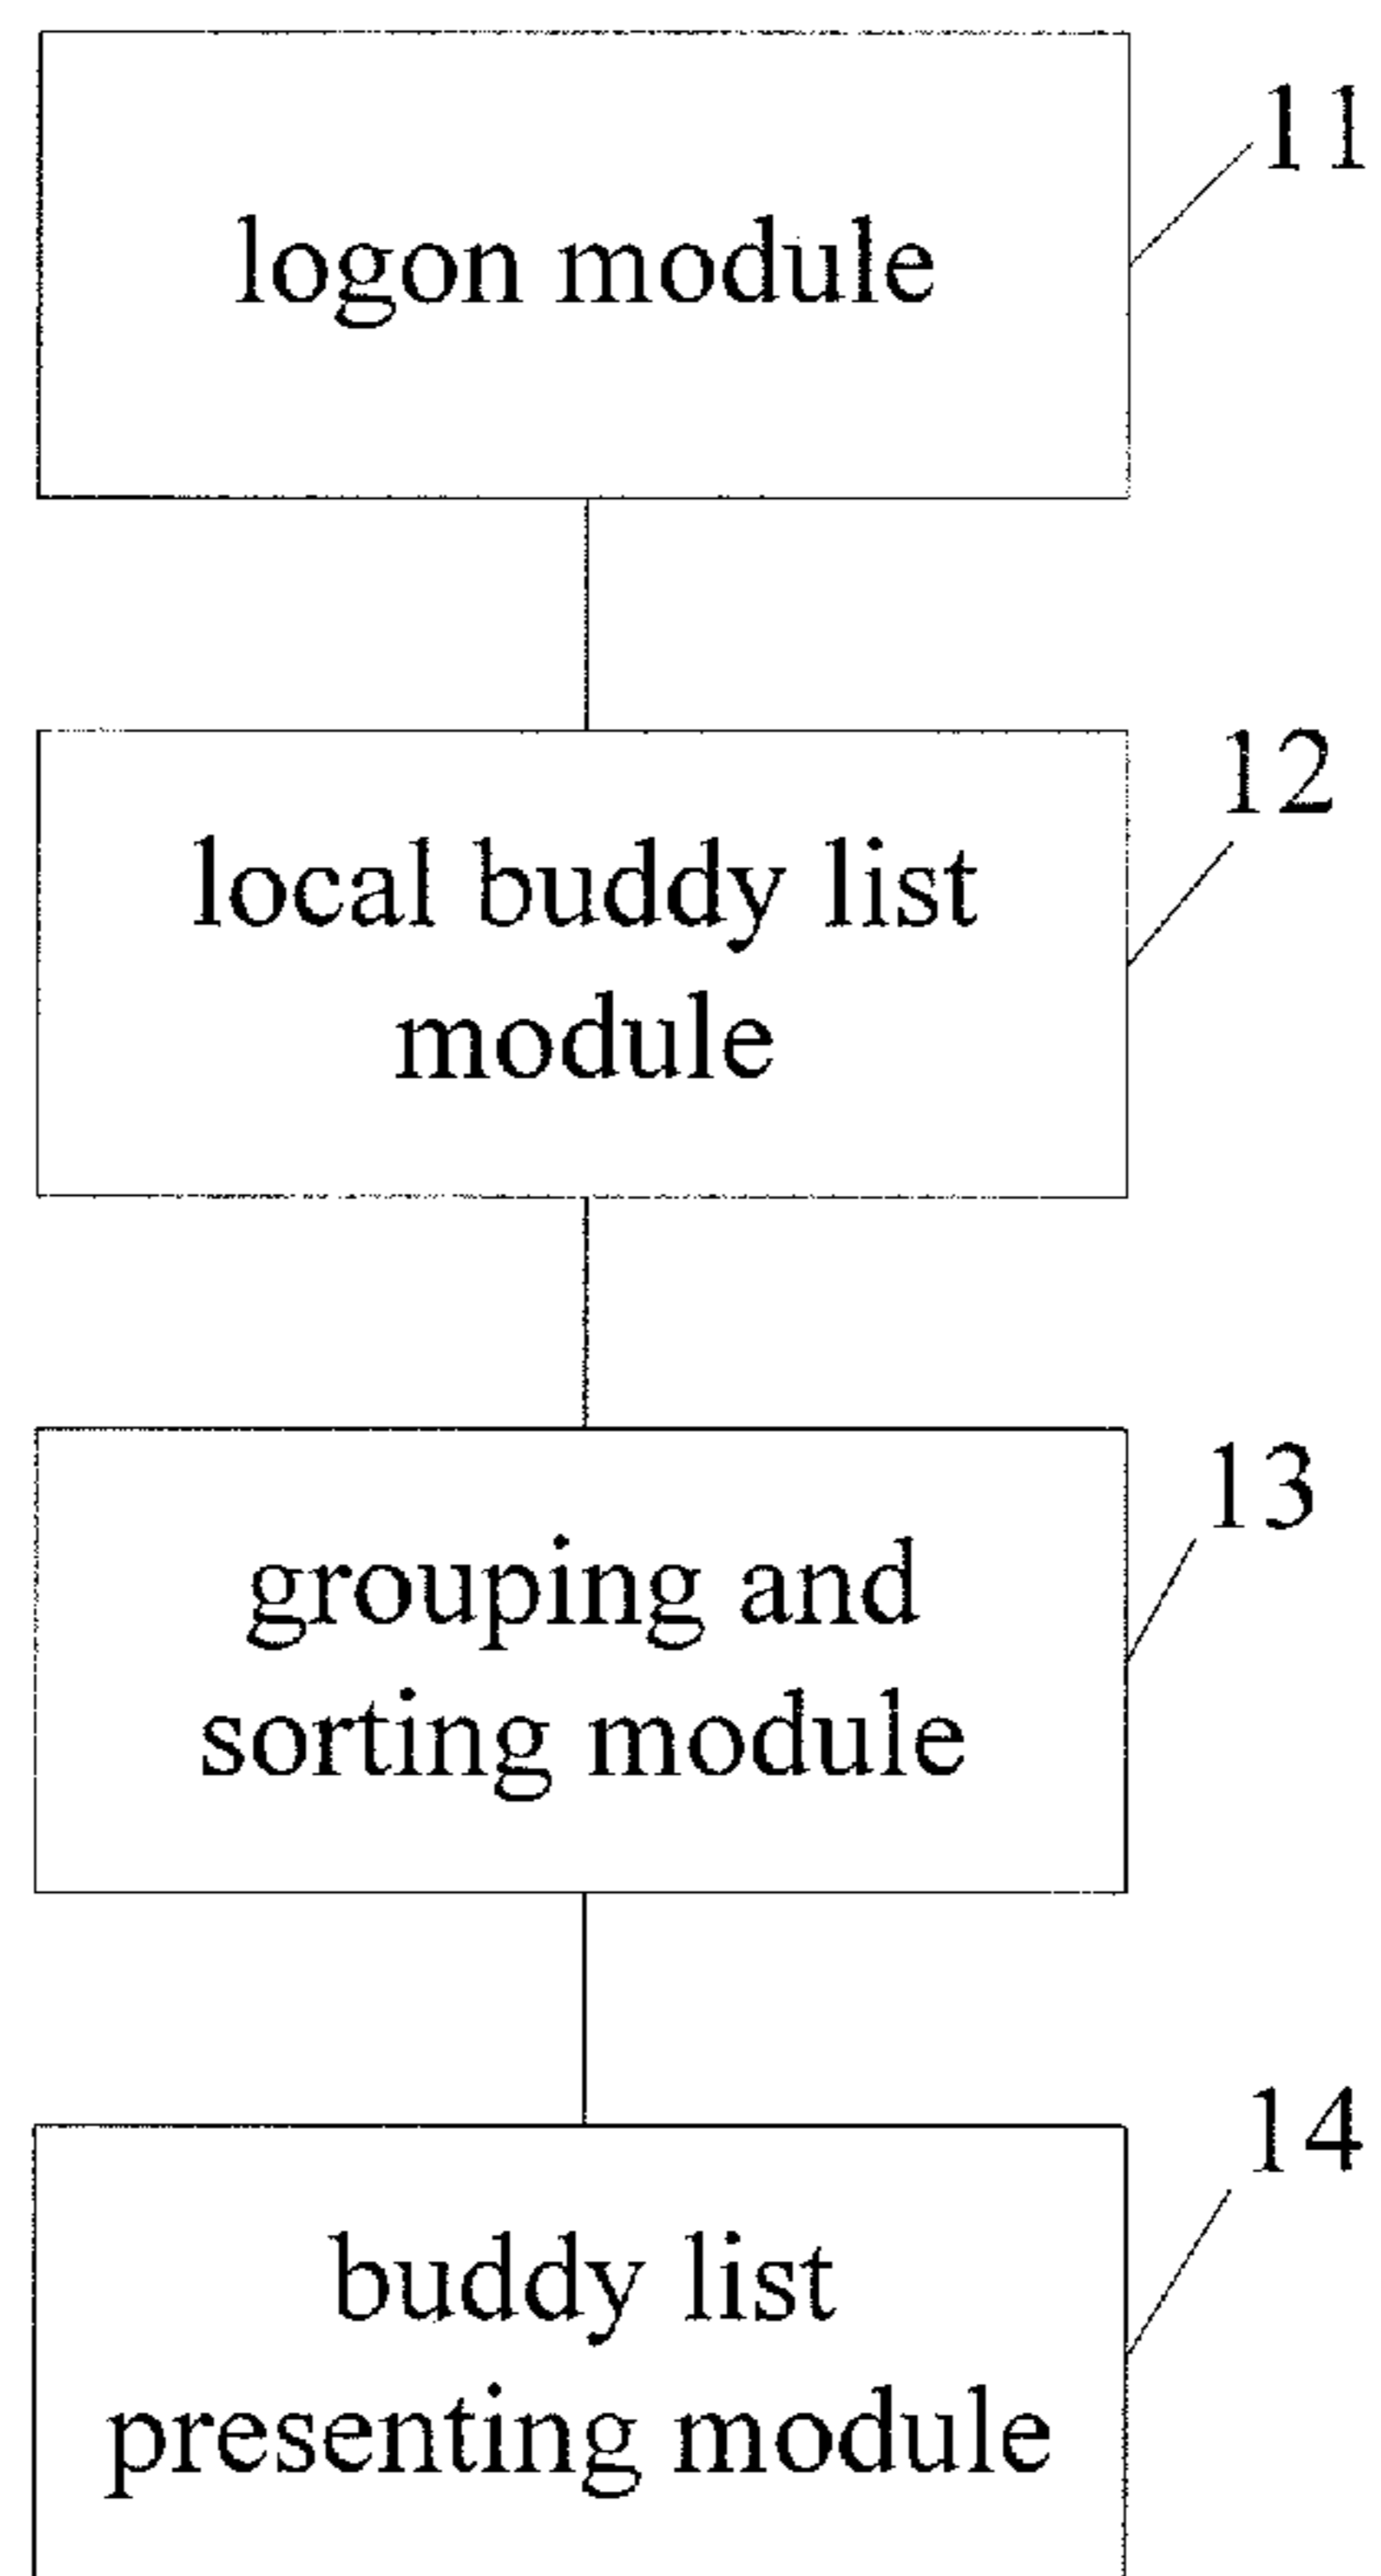 logon module
11
local buddy list
module
12
grouping and
sorting module
13
buddy list
presenting module
14